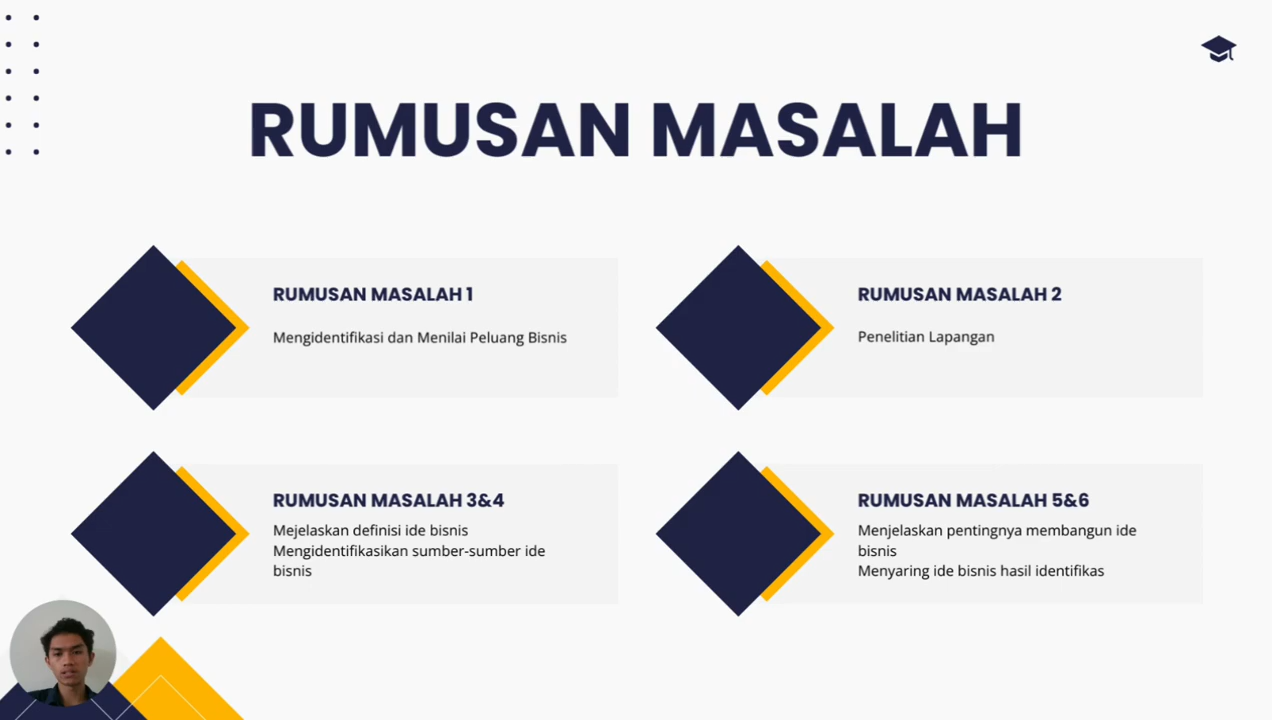 RUMUSAN MASALAH
RUMUSAN MASALAH 1
Mengidentifikasi dan Menilai Peluang Bisnis
RUMUSAN MASALAH 2
Penelitian Lapangan
RUMUSAN MASALAH 3&4
Mejelaskan definisi ide bisnis
Mengidentifikasikan sumber-sumber ide
bisnis
RUMUSAN MASALAH 5&6
Menjelaskan pentingnya membangun ide
bisnis
Menyaring ide bisnis hasil identifikas